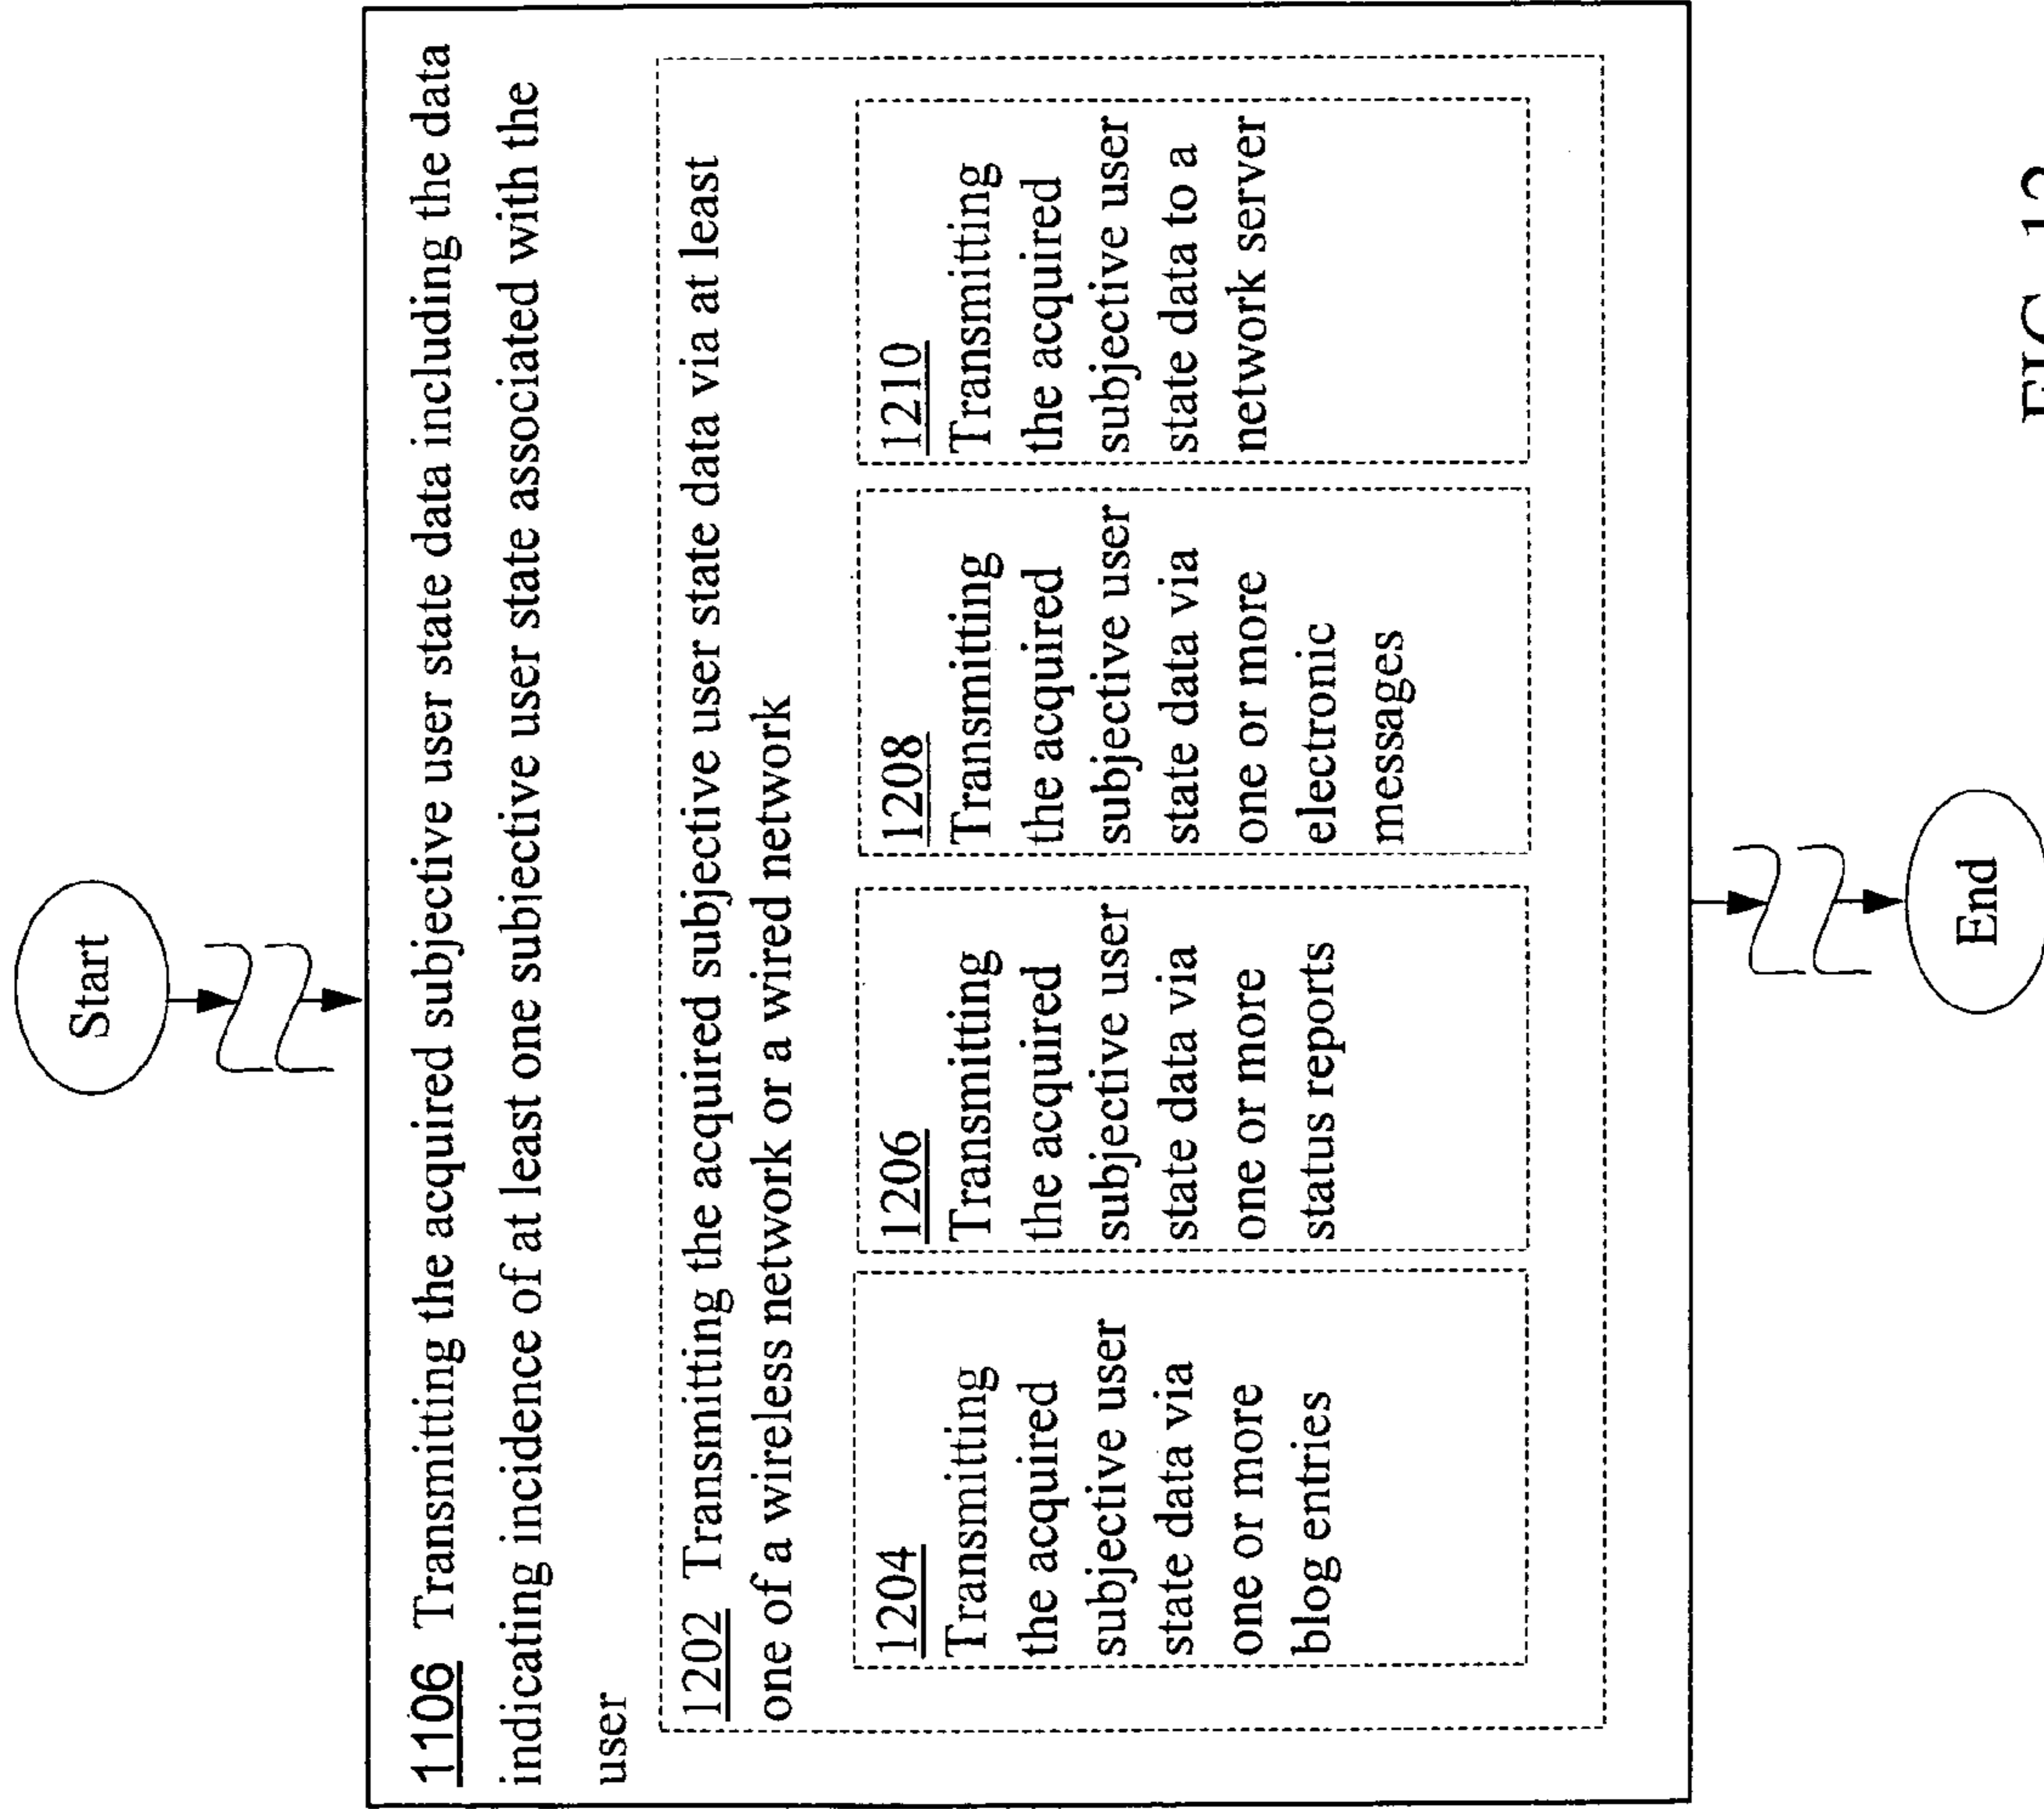 Start
1106 Transmitting the acquired subjective user state data including the data
indicating incidence of at least one subjective user state associated with the
user
1202 Transmitting the acquired subjective user state data via at least
one of a wireless network or a wired network
1204
Transmitting
the acquired
subjective user
state data via
one or more
blog entries
1206
Transmitting
the acquired
subjective user
state data via
one or more
status reports
1208
Transmitting
the acquired
subjective user
state data via
one or more
electronic
messages
1210
Transmitting
the acquired
subjective user
state data to a
network server
End
FIG. 12